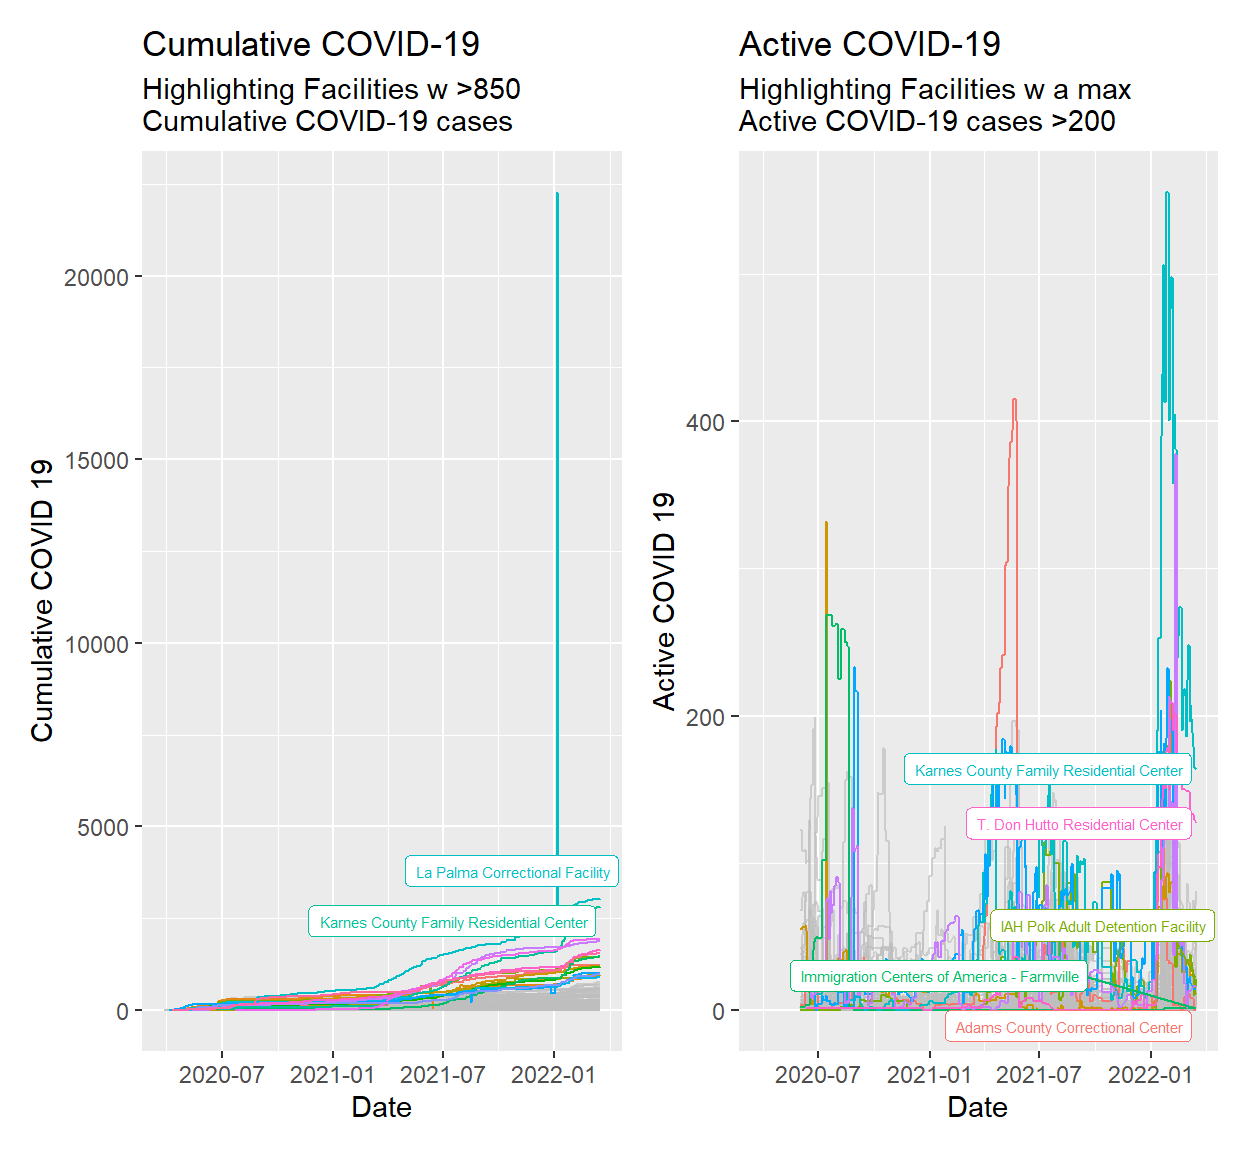 Cumulative COVID-19
Highlighting Facilities w >850
Cumulative COVID-19 cases
Cumulative COVID 19
20000
15000
10000
5000
0
La Palma Correctional Facility
Karnes County Family Residential Center
2020-07
2021-01
2021-07
2022-01
Date
Active COVID-19
Highlighting Facilities w a max
Active COVID-19 cases >200
Active COVID 19
400
200
0
Karnes County Family Residential Center
T. Don Hutto Residential Center
IAH Polk Adult Detention Facility
Immigration Centers of America - Farmville
Adams County Correctional Center
2020-07
2021-01
2021-07
2022-01
Date